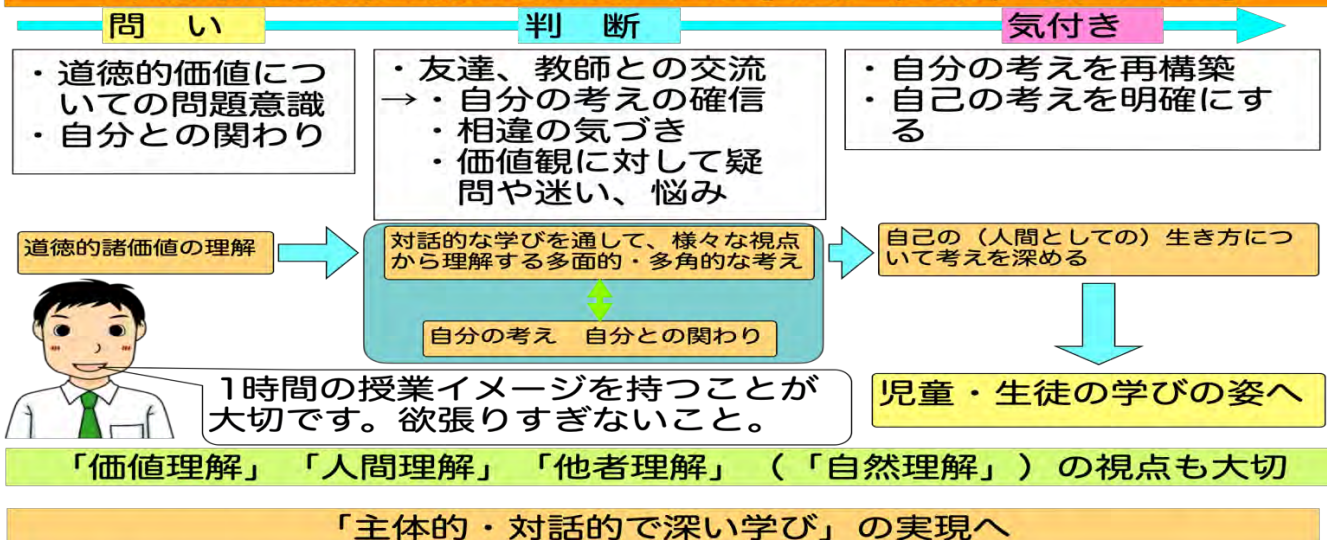 問　い
判　断
気付き
・道徳的価値につ
いての問題意識
・自分との関わり
・友達、教師との交流
→・自分の考えの確信
・相違の気づき
・価値観に対して疑
問や迷い、悩み
・自分の考えを再構築
・自己の考えを明確にす
る
道徳的諸価値の理解
対話的な学びを通して、様々な視点
から理解する多面的・多角的な考え
自分の考え　自分との関わり
自己の（人間としての）生き方につ
いて考えを深める
1時間の授業イメージを持つことが
大切です。欲張りすぎないこと。
児童・生徒の学びの姿へ
「価値理解」「人間理解」「他者理解」（「自然理解」）の視点も大切
「主体的・対話的で深い学び」の実現へ